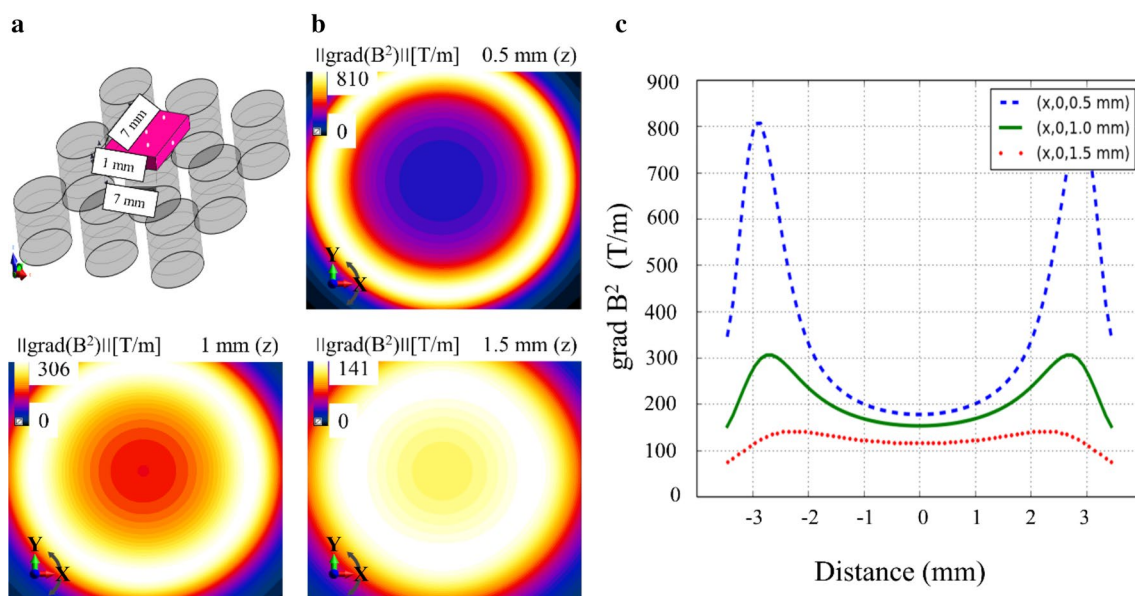 a
7 mm
1 mm
7 mm
b
||grad(B²)||[T/m] 0.5 mm (z)
810
0
Y
X
||grad(B²)||[T/m] 1 mm (z)
306
0
Y
X
||grad(B²)||[T/m] 1.5 mm (z)
141
0
Y
X
c
900
800
700
600
500
400
300
200
100
0
grad B² (T/m)
(x,0,0.5 mm)
(x,0,1.0 mm)
(x,0,1.5 mm)
-3 -2 -1 0 1 2 3
Distance (mm)